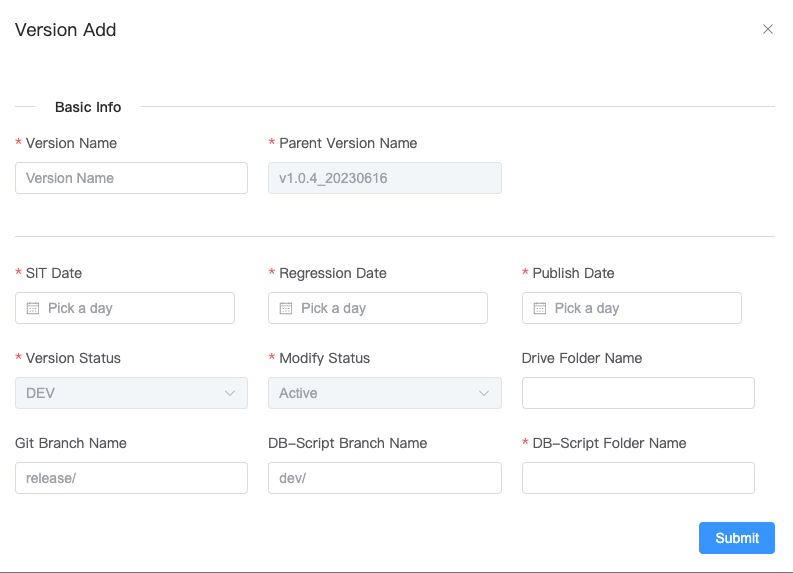 Version Add
Basic Info
* Version Name
* Parent Version Name
Version Name
v1.0.4_20230616
* SIT Date
* Regression Date
* Publish Date
Pick a day
Pick a day
Pick a day
* Version Status
* Modify Status
Drive Folder Name
DEV
Active
Git Branch Name
DB-Script Branch Name
* DB-Script Folder Name
release/
dev/
Submit